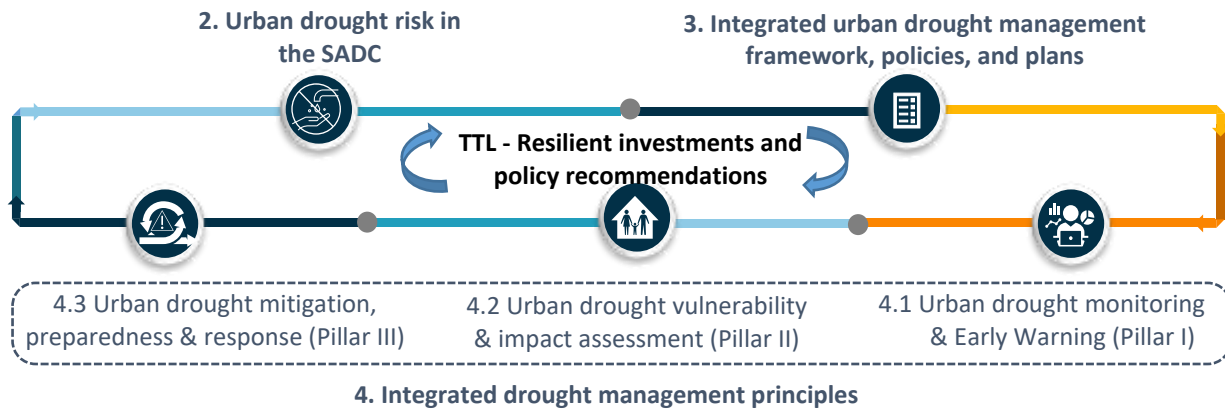 2. Urban drought risk in
the SADC
3. Integrated urban drought management
framework, policies, and plans
TTL - Resilient investments and
policy recommendations
4.3 Urban drought mitigation,
preparedness & response (Pillar III)
4.2 Urban drought vulnerability
& impact assessment (Pillar II)
4.1 Urban drought monitoring
& Early Warning (Pillar I)
4. Integrated drought management principles